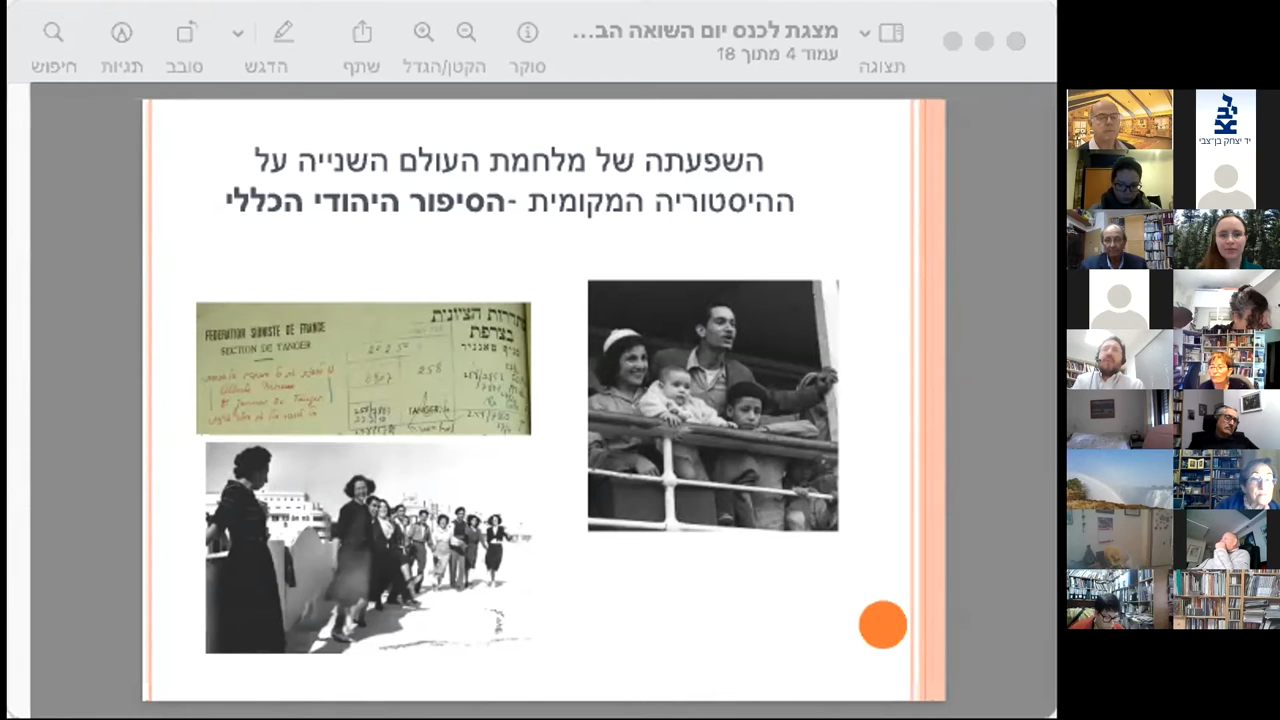 מצגת לכנס יום השואה הב...
עמוד 4 מתוך 18
תצוגה
סוקר
הקטן/הגדל
שתף
הדגש
סובב
תגיות
חיפוש
השפעתה של מלחמת העולם השנייה על
ההיסטוריה המקומית -הסיפור היהודי הכללי
FEDERATION SIONISTE DE FRANCE
SECTION DE TANGER
הציונית
בצרפת
TANGER
258
יד יצחק בן־צבי